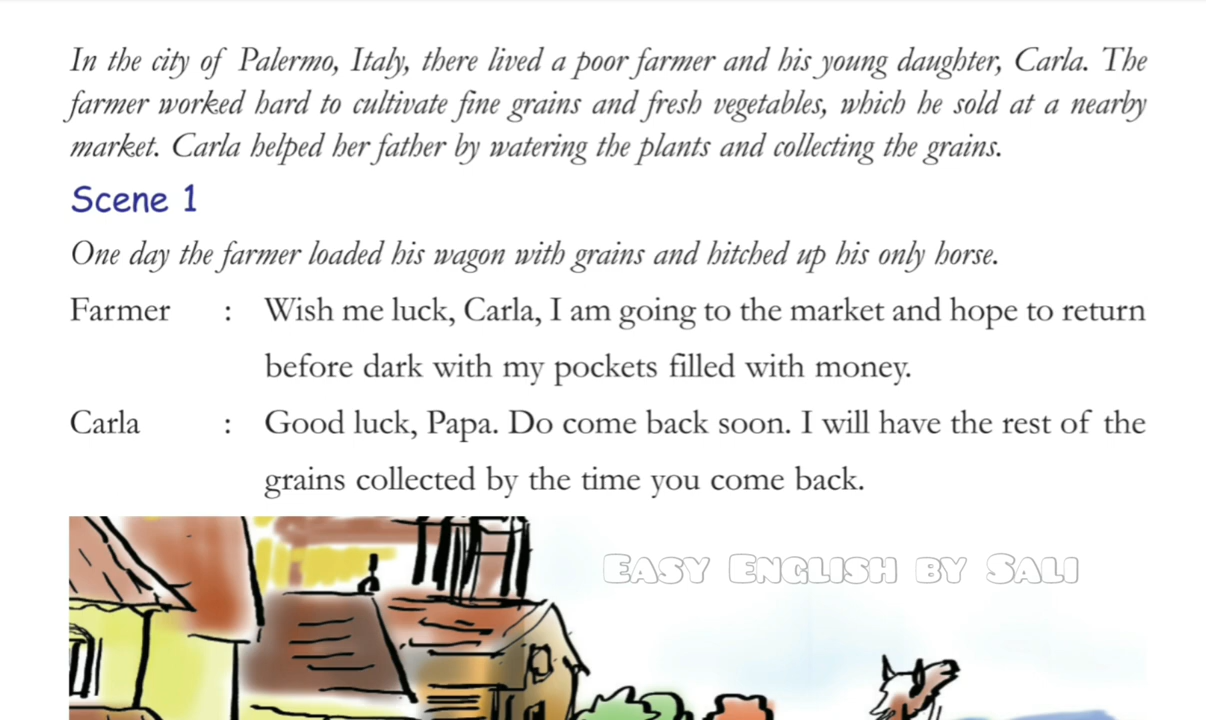 In the city of Palermo, Italy, there lived a poor farmer and his young daughter, Carla. The
farmer worked hard to cultivate fine grains and fresh vegetables, which he sold at a nearby
market. Carla helped her father by watering the plants and collecting the grains.
Scene 1
One day the farmer loaded his wagon with grains and hitched up his only horse.
Farmer : Wish me luck, Carla, I am going to the market and hope to return
before dark with my pockets filled with money.
Carla : Good luck, Papa. Do come back soon. I will have the rest of the
grains collected by the time you come back.
Easy English by Sali